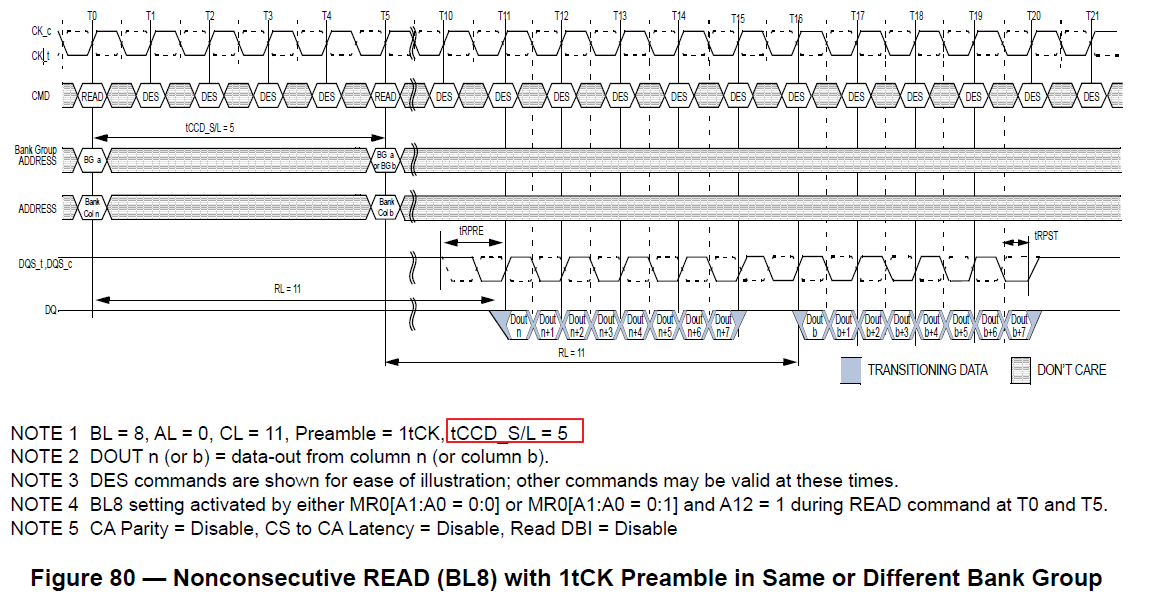 T0 T1 T2 T3 T4 T5 T10 T11 T12 T13 T14 T15 T16 T17 T18 T19 T20 T21
CK_c
CK_t
CMD READ DES DES DES DES READ DES DES DES DES DES DES DES DES DES DES DES DES
tCCD_S/L = 5
Bank Group
ADDRESS BG a BG a or BG b
ADDRESS Bank Col n Bank Col b
tRPRE tRPST
DQS_t ,DQS_c
RL = 11
DQ Dout n Dout n+1 Dout n+2 Dout n+3 Dout n+4 Dout n+5 Dout n+6 Dout n+7 Dout b Dout b+1 Dout b+2 Dout b+3 Dout b+4 Dout b+5 Dout b+6 Dout b+7
RL = 11
TRANSITIONING DATA DON'T CARE
NOTE 1 BL = 8, AL = 0, CL = 11, Preamble = 1tCK, tCCD_S/L = 5
NOTE 2 DOUT n (or b) = data-out from column n (or column b).
NOTE 3 DES commands are shown for ease of illustration; other commands may be valid at these times.
NOTE 4 BL8 setting activated by either MR0[A1:A0 = 0:0] or MR0[A1:A0 = 0:1] and A12 = 1 during READ command at T0 and T5.
NOTE 5 CA Parity = Disable, CS to CA Latency = Disable, Read DBI = Disable
Figure 80 — Nonconsecutive READ (BL8) with 1tCK Preamble in Same or Different Bank Group